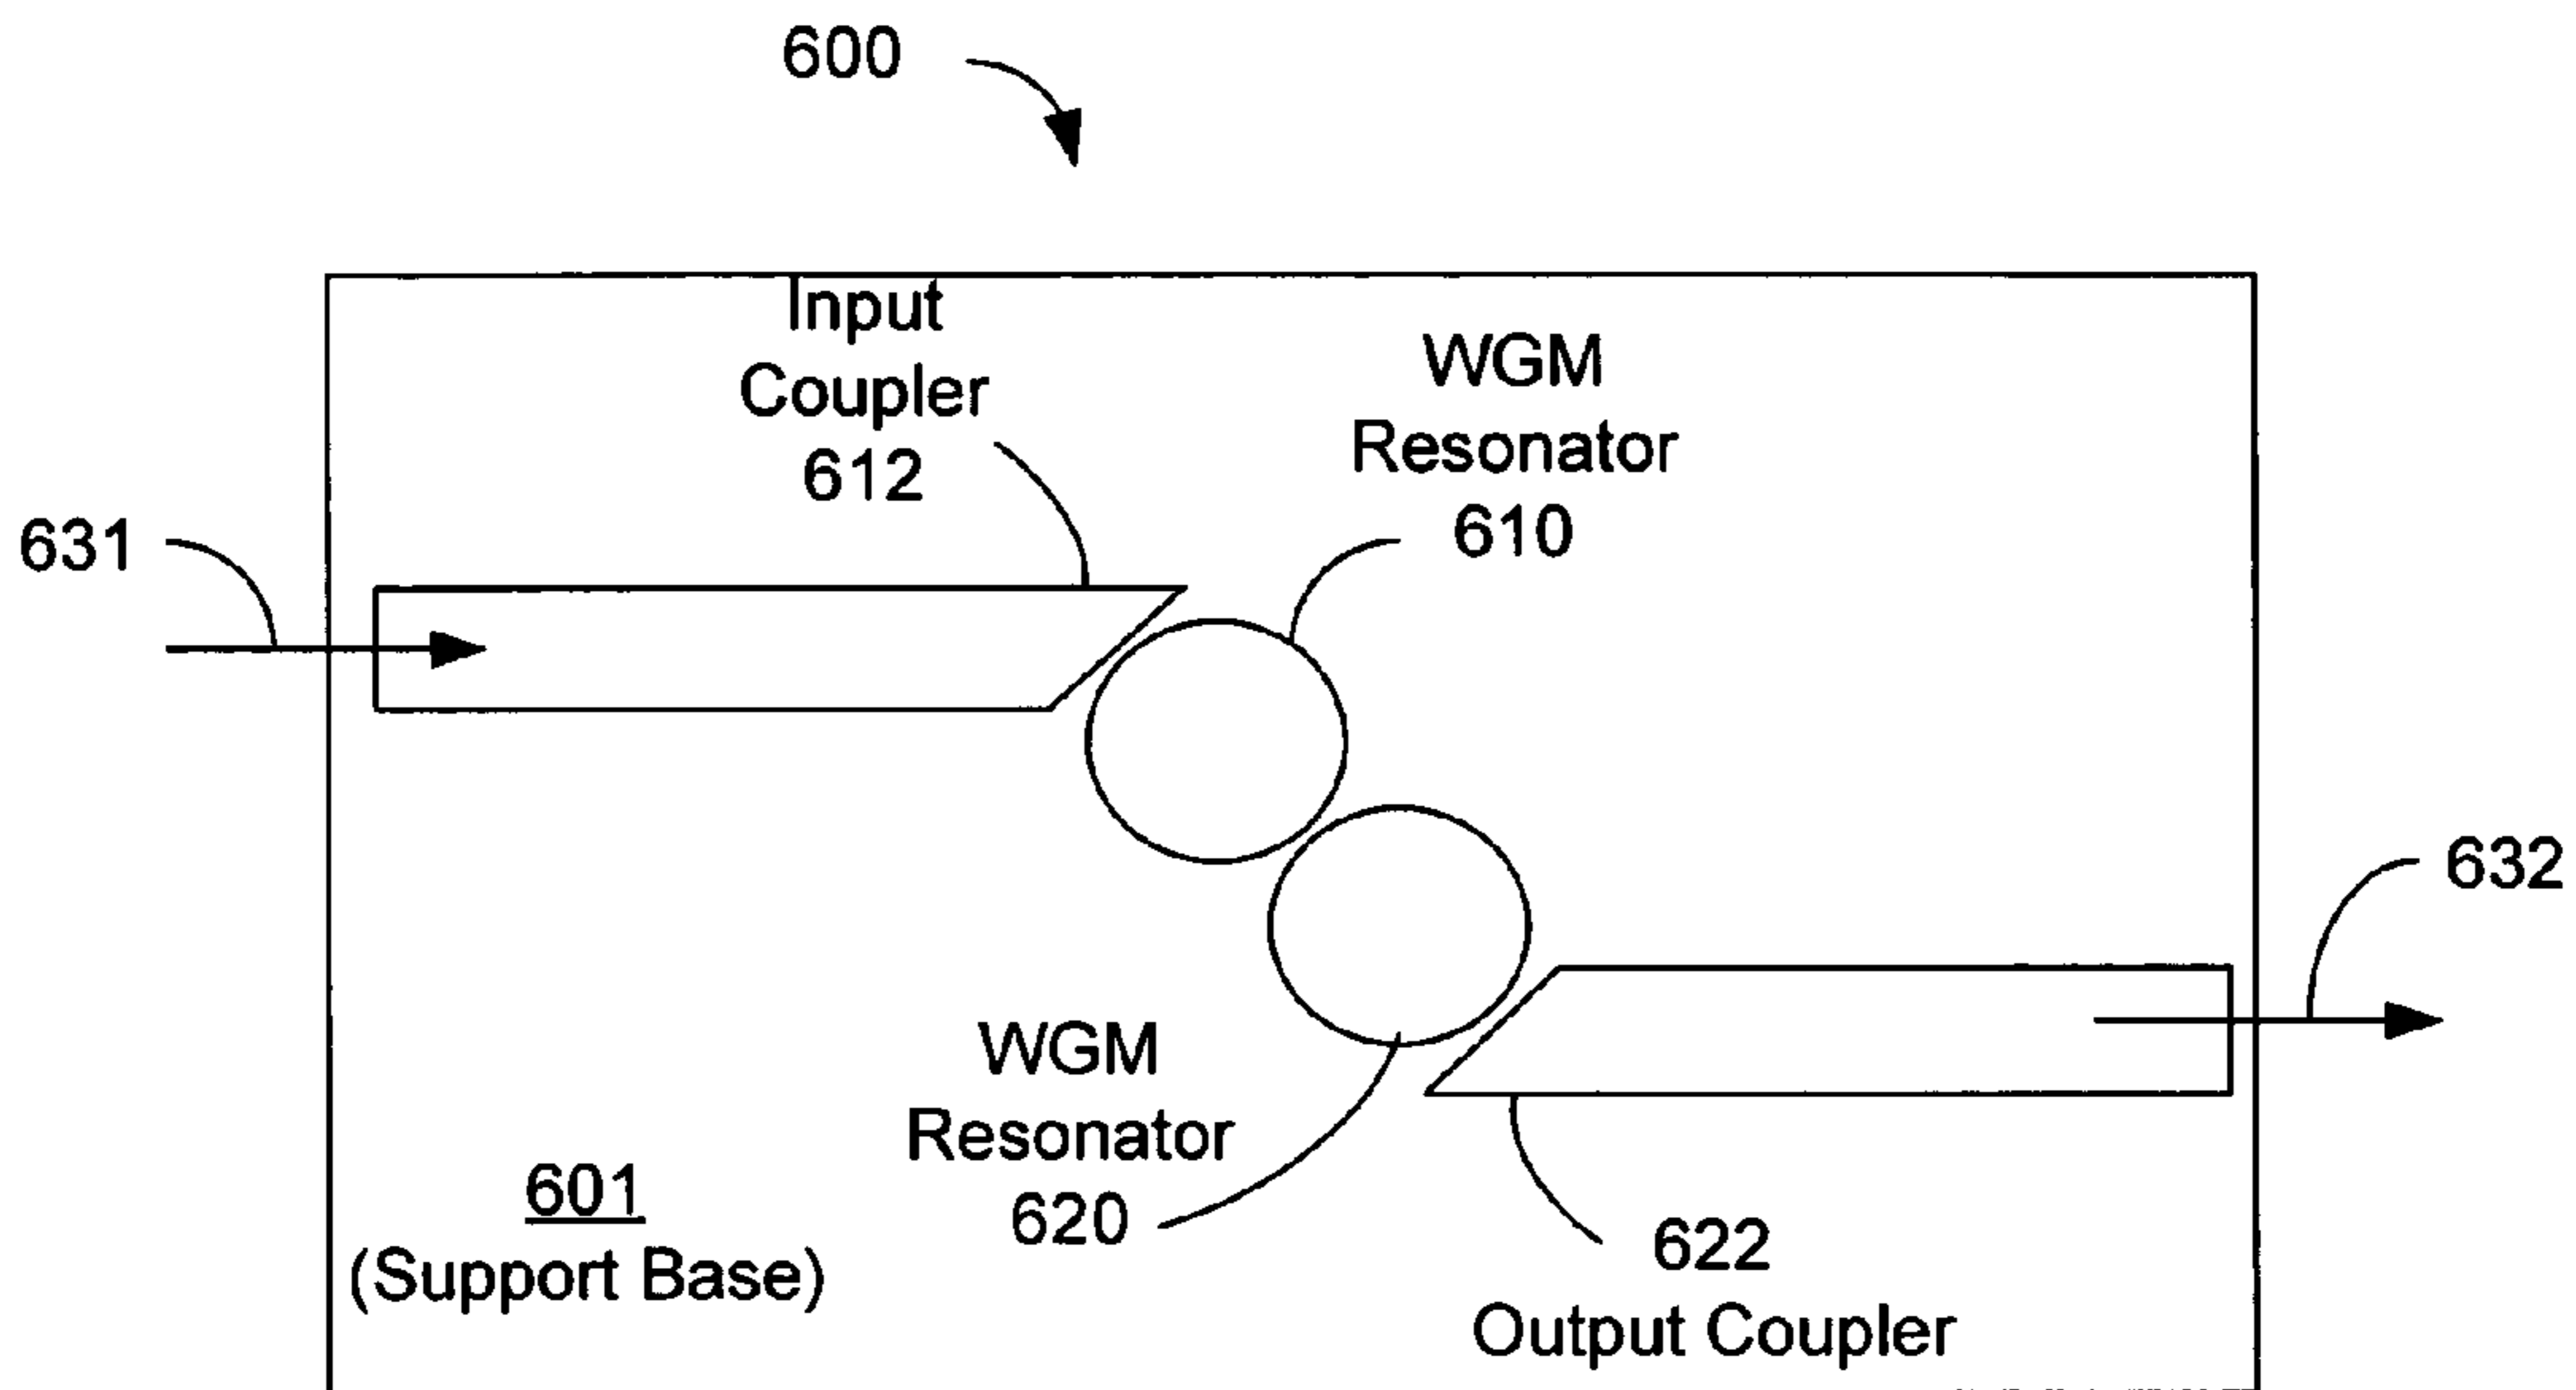 600
Input
Coupler
612
WGM
Resonator
610
631
632
WGM
Resonator
620
601
(Support Base)
622
Output Coupler